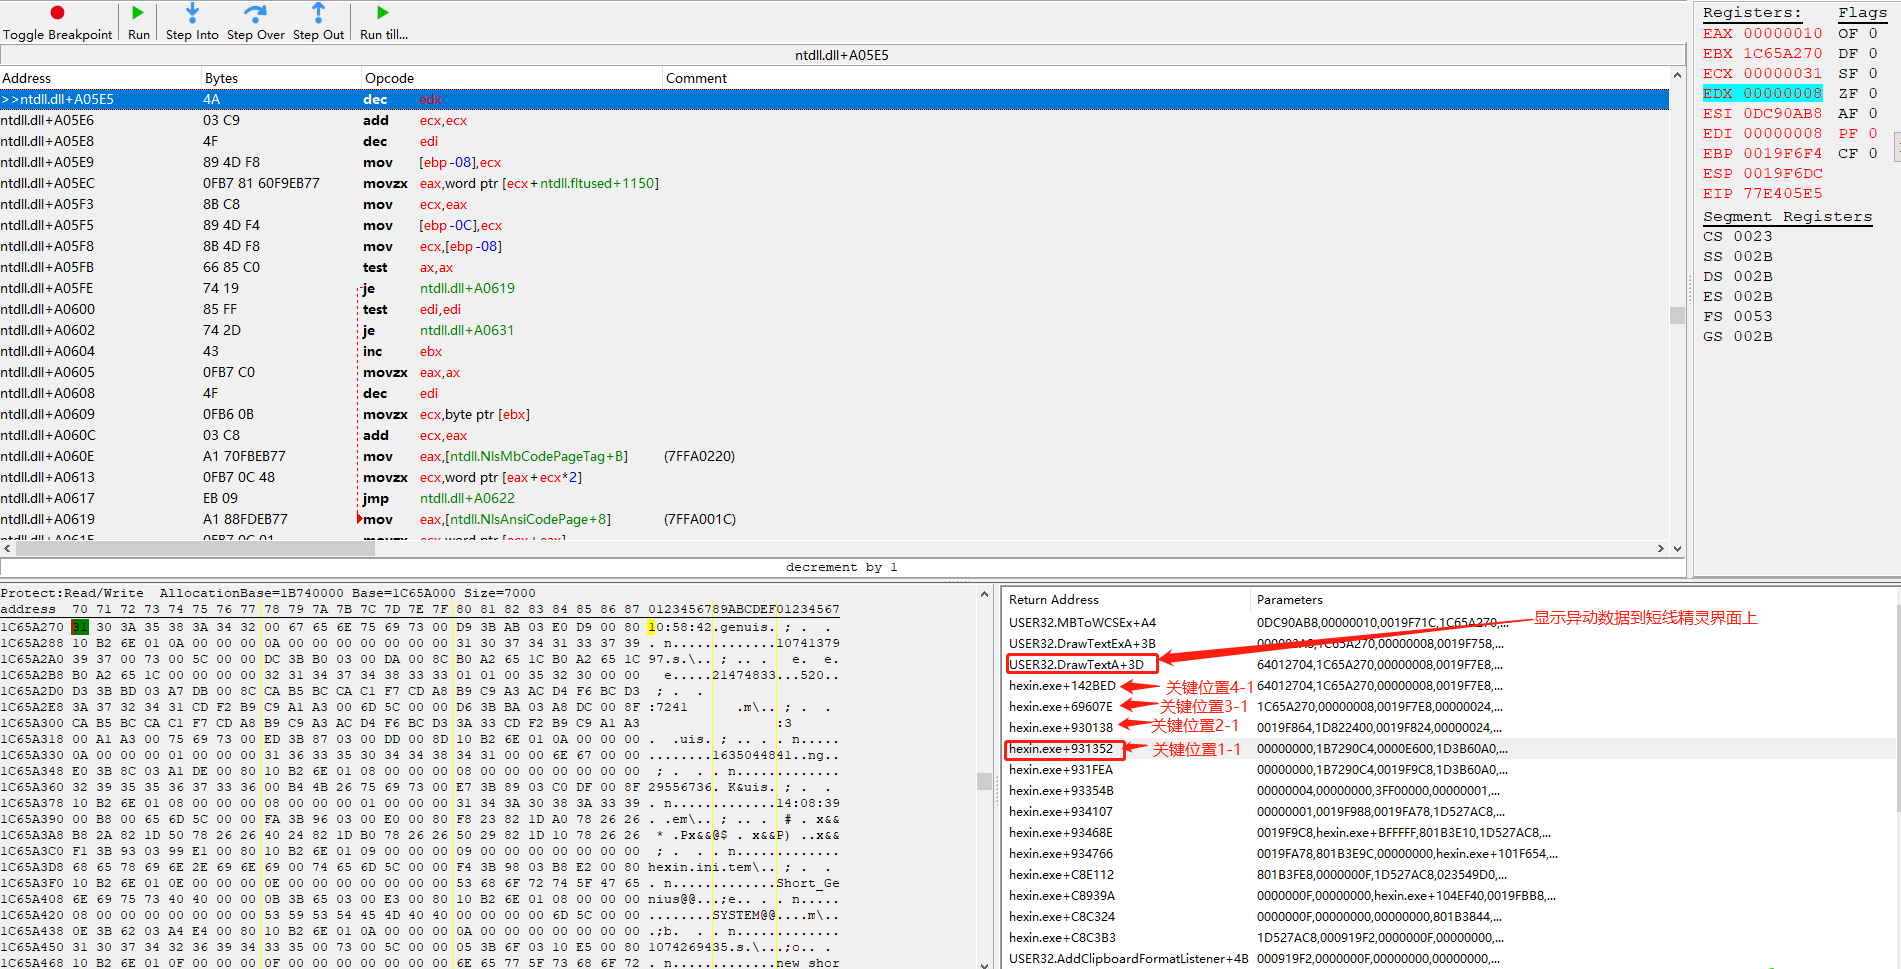 Toggle Breakpoint Run Step Into Step Over Step Out Run till...
ntdll.dll+A05E5
Address Bytes Opcode Comment
>>ntdll.dll+A05E5 4A dec edx
ntdll.dll+A05E6 03 C9 add ecx,ecx
ntdll.dll+A05E8 4F dec edi
ntdll.dll+A05E9 89 4D F8 mov [ebp-08],ecx
ntdll.dll+A05EC 0FB7 81 60F9EB77 movzx eax,word ptr [ecx+ntdll.fltused+1150]
ntdll.dll+A05F3 8B C8 mov ecx,eax
ntdll.dll+A05F5 89 4D F4 mov [ebp-0C],ecx
ntdll.dll+A05F8 8B 4D F8 mov ecx,[ebp-08]
ntdll.dll+A05FB 66 85 C0 test ax,ax
ntdll.dll+A05FE 74 19 je ntdll.dll+A0619
ntdll.dll+A0600 85 FF test edi,edi
ntdll.dll+A0602 74 2D je ntdll.dll+A0631
ntdll.dll+A0604 43 inc ebx
ntdll.dll+A0605 0FB7 C0 movzx eax,ax
ntdll.dll+A0608 4F dec edi
ntdll.dll+A0609 0FB6 0B movzx ecx,byte ptr [ebx]
ntdll.dll+A060C 03 C8 add ecx,eax
ntdll.dll+A060E A1 70FBEB77 mov eax,[ntdll.NlsMbCodePageTag+B] (7FFA0220)
ntdll.dll+A0613 0FB7 0C 48 movzx ecx,word ptr [eax+ecx*2]
ntdll.dll+A0617 EB 09 jmp ntdll.dll+A0622
ntdll.dll+A0619 A1 88FDEB77 mov eax,[ntdll.NlsAnsiCodePage+8] (7FFA001C)
decrement by 1
Registers: Flags
EAX 00000010 OF 0
EBX 1C65A270 DF 0
ECX 00000031 SF 0
EDX 00000008 ZF 0
ESI 0DC90AB8 AF 0
EDI 00000008 PF 0
EBP 0019F6F4 CF 0
ESP 0019F6DC
EIP 77E405E5
Segment Registers
CS 0023
SS 002B
DS 002B
ES 002B
FS 0053
GS 002B
Protect:Read/Write AllocationBase=1B740000 Base=1C65A000 Size=7000
address 70 71 72 73 74 75 76 77 78 79 7A 7B 7C 7D 7E 7F 80 81 82 83 84 85 86 87 0123456789ABCDEF01234567
1C65A270 31 30 3A 35 38 3A 34 32 00 67 65 6E 75 69 73 00 D9 3B AB 03 E0 D9 00 80 10:58:42.genuis.; . .
1C65A288 10 B2 6E 01 0A 00 00 00 0A 00 00 00 00 00 00 00 31 30 37 34 31 33 37 39 . n.............10741379
1C65A2A0 39 37 00 73 00 5C 00 00 DC 3B B0 03 00 DA 00 8C B0 A2 65 1C B0 A2 65 1C 97.s.\..; .. . e. e.
1C65A2B8 B0 A2 65 1C 00 00 00 00 32 31 34 37 34 38 33 33 01 01 00 35 32 30 00 00 e.....21474833...520..
1C65A2D0 D3 3B BD 03 A7 DB 00 8C CA B5 BC CA C1 F7 CD A8 B9 C9 A3 AC D4 F6 BC D3 ; . .
1C65A2E8 3A 37 32 34 31 CD F2 B9 C9 A1 A3 00 6D 5C 00 00 D6 3B BA 03 A8 DC 00 8F :7241 .m\..; . .
1C65A300 CA B5 BC CA C1 F7 CD A8 B9 C9 A3 AC D4 F6 BC D3 3A 33 CD F2 B9 C9 A1 A3 :3
1C65A318 00 A1 A3 00 75 69 73 00 ED 3B 87 03 00 DD 00 8D 10 B2 6E 01 0A 00 00 00 . .uis.; .. . . n.....
1C65A330 0A 00 00 00 01 00 00 00 31 36 33 35 30 34 34 38 34 31 00 00 6E 67 00 00 ........1635044841..ng..
1C65A348 E0 3B 8C 03 A1 DE 00 80 10 B2 6E 01 08 00 00 00 08 00 00 00 00 00 00 00 ; . . . n.............
1C65A360 32 39 35 35 36 37 33 36 00 B4 4B 26 75 69 73 00 E7 3B 89 03 C0 DF 00 8F 29556736. K&uis.; . .
1C65A378 10 B2 6E 01 08 00 00 00 08 00 00 00 01 00 00 00 31 34 3A 30 38 3A 33 39 . n.............14:08:39
1C65A390 00 B8 00 65 6D 5C 00 00 FA 3B 96 03 00 E0 00 80 F8 23 82 1D A0 78 26 26 . .em\..; .. . # . x&&
1C65A3A8 B8 2A 82 1D 50 78 26 26 40 24 82 1D B0 78 26 26 50 29 82 1D 10 78 26 26 * .Px&&@$ . x&&P) ..x&&
1C65A3C0 F1 3B 93 03 99 E1 00 80 10 B2 6E 01 09 00 00 00 09 00 00 00 00 00 00 00 ; . . . n.............
1C65A3D8 68 65 78 69 6E 2E 69 6E 69 00 74 65 6D 5C 00 00 F4 3B 98 03 B8 E2 00 80 hexin.ini.tem\..; . .
1C65A3F0 10 B2 6E 01 0E 00 00 00 0E 00 00 00 00 00 00 00 53 68 6F 72 74 5F 47 65 . n.............Short_Ge
1C65A408 6E 69 75 73 40 40 00 00 0B 3B 65 03 00 E3 00 80 10 B2 6E 01 08 00 00 00 nius@@...;e.. . . n.....
1C65A420 08 00 00 00 00 00 00 00 53 59 53 54 45 4D 40 40 00 00 00 00 6D 5C 00 00 ........SYSTEM@@....m\..
1C65A438 0E 3B 62 03 A4 E4 00 80 10 B2 6E 01 0A 00 00 00 0A 00 00 00 00 00 00 00 .;b. . . n.............
1C65A450 31 30 37 34 32 36 39 34 33 35 00 73 00 5C 00 00 05 3B 6F 03 10 E5 00 80 1074269435.s.\...;o.. .
1C65A468 10 B2 6E 01 0F 00 00 00 0F 00 00 00 00 00 00 00 6E 65 77 5F 73 68 6F 72 . n.............new_shor
Return Address Parameters
USER32.MBToWCSEx+A4 0DC90AB8,00000010,0019F71C,1C65A270,...
USER32.DrawTextExA+3B 000003A8,1C65A270,00000008,0019F758,...
USER32.DrawTextA+3D 64012704,1C65A270,00000008,0019F7E8,...
hexin.exe+142BED 64012704,1C65A270,00000008,0019F7E8,...
hexin.exe+69607E 1C65A270,00000008,0019F7E8,00000024,...
hexin.exe+930138 0019F864,1D822400,0019F824,00000000,...
hexin.exe+931352 00000000,1B7290C4,0000E600,1D3B60A0,...
hexin.exe+931FEA 00000000,1B7290C4,0019F9C8,1D3B60A0,...
hexin.exe+93354B 00000004,00000000,3FF00000,00000001,...
hexin.exe+934107 00000001,0019F988,0019FA78,1D527AC8,...
hexin.exe+93468E 0019F9C8,hexin.exe+BFFFFF,801B3E10,1D527AC8,...
hexin.exe+934766 0019FA78,801B3E9C,00000000,hexin.exe+101F654,...
hexin.exe+C8E112 801B3FE8,0000000F,1D527AC8,023549D0,...
hexin.exe+C8939A 0000000F,00000000,hexin.exe+104EF40,0019FBB8,...
hexin.exe+C8C324 0000000F,00000000,00000000,801B3844,...
hexin.exe+C8C3B3 1D527AC8,000919F2,0000000F,00000000,...
USER32.AddClipboardFormatListener+4B 000919F2,0000000F,00000000,00000000,...
显示异动数据到短线精灵界面上
关键位置4-1
关键位置3-1
关键位置2-1
关键位置1-1